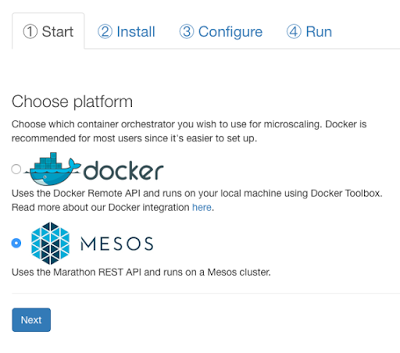 ① Start ② Install ③ Configure ④ Run
Choose platform
Choose which container orchestrator you wish to use for microscaling. Docker is
recommended for most users since it's easier to set up.
docker
Uses the Docker Remote API and runs on your local machine using Docker Toolbox.
Read more about our Docker integration here.
MESOS
Uses the Marathon REST API and runs on a Mesos cluster.
Next